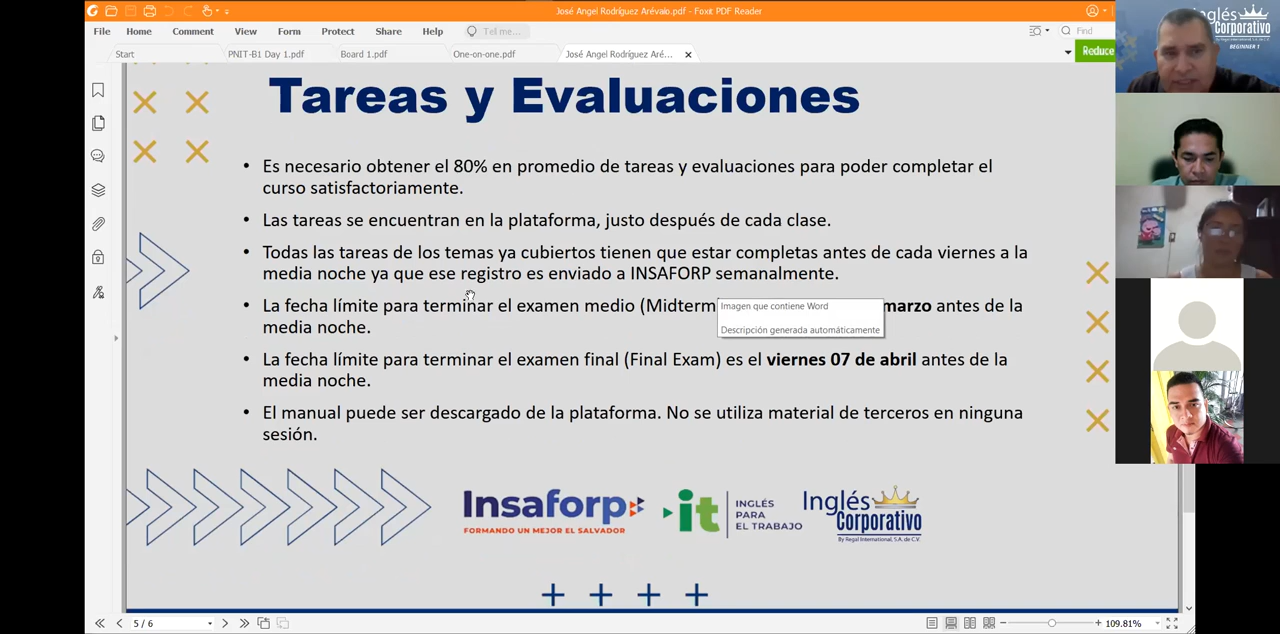 José Angel Rodríguez Arévalo.pdf - Foxit PDF Reader
File Home Comment View Form Protect Share Help Tell me... Find
Start PNIT-B1 Day 1.pdf Board 1.pdf One-on-one.pdf José Angel Rodríguez Aré... Reduce
Inglés
Corporativo
BEGINNER 1
Tareas y Evaluaciones
• Es necesario obtener el 80% en promedio de tareas y evaluaciones para poder completar el
curso satisfactoriamente.
• Las tareas se encuentran en la plataforma, justo después de cada clase.
• Todas las tareas de los temas ya cubiertos tienen que estar completas antes de cada viernes a la
media noche ya que ese registro es enviado a INSAFORP semanalmente.
• La fecha límite para terminar el examen medio (Midterm marzo antes de la
media noche.
Imagen que contiene Word
Descripción generada automáticamente
• La fecha límite para terminar el examen final (Final Exam) es el viernes 07 de abril antes de la
media noche.
• El manual puede ser descargado de la plataforma. No se utiliza material de terceros en ninguna
sesión.
Insaforp
FORMANDO UN MEJOR EL SALVADOR
it
INGLÉS
PARA
EL TRABAJO
Inglés
Corporativo
By Regal International, S.A. de C.V.
5 / 6 109.81%